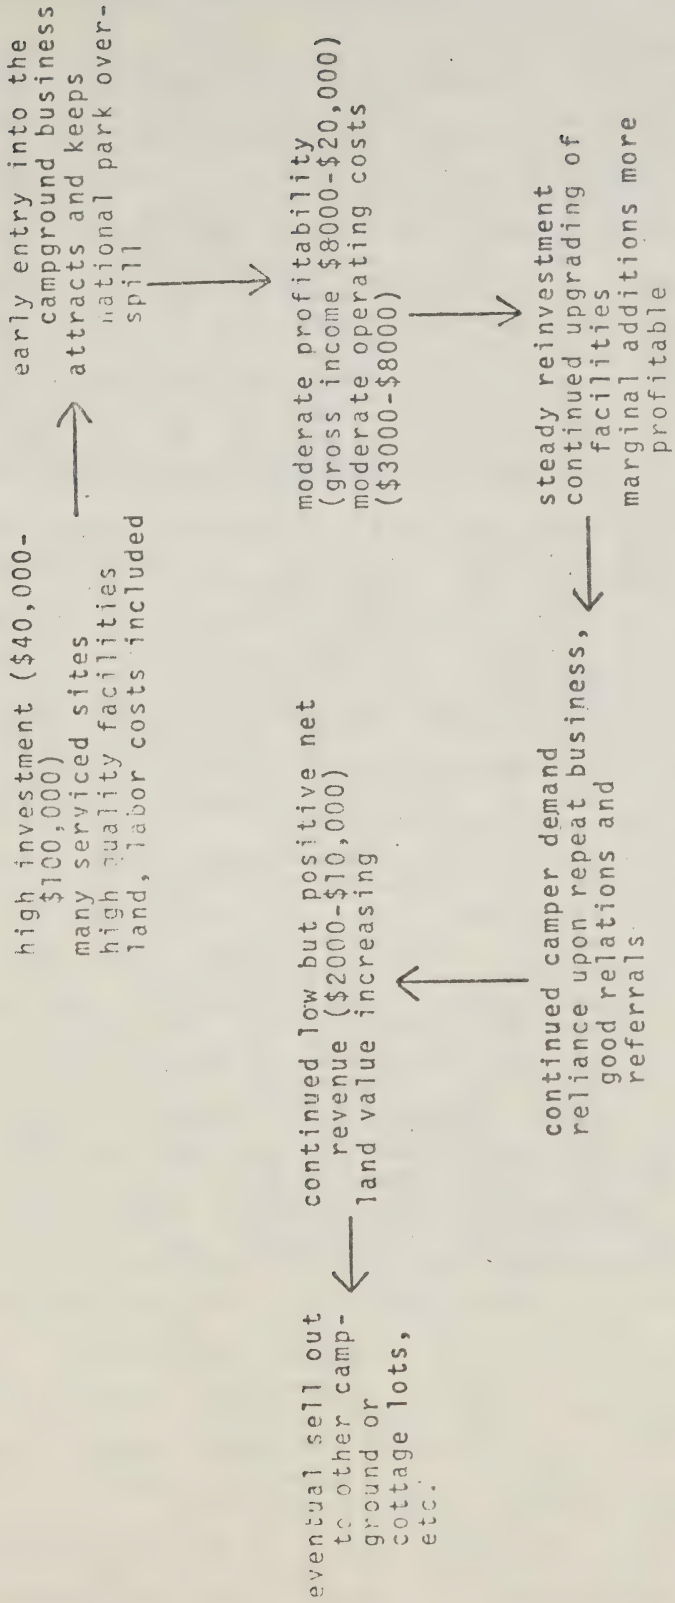 high investment ($40,000-
$100,000)
many serviced sites
high quality facilities
land, labor costs included
early entry into the
campground business
attracts and keeps
national park over-
spill
moderate profitability
(gross income $8000-$20,000)
moderate operating costs
($3000-$8000)
steady reinvestment
continued upgrading of
facilities
marginal additions more
profitable
continued camper demand
reliance upon repeat business,
good relations and
referrals
continued low but positive net
revenue ($2000-$10,000)
land value increasing
eventual sell out
to other camp-
ground or
cottage lots,
etc.